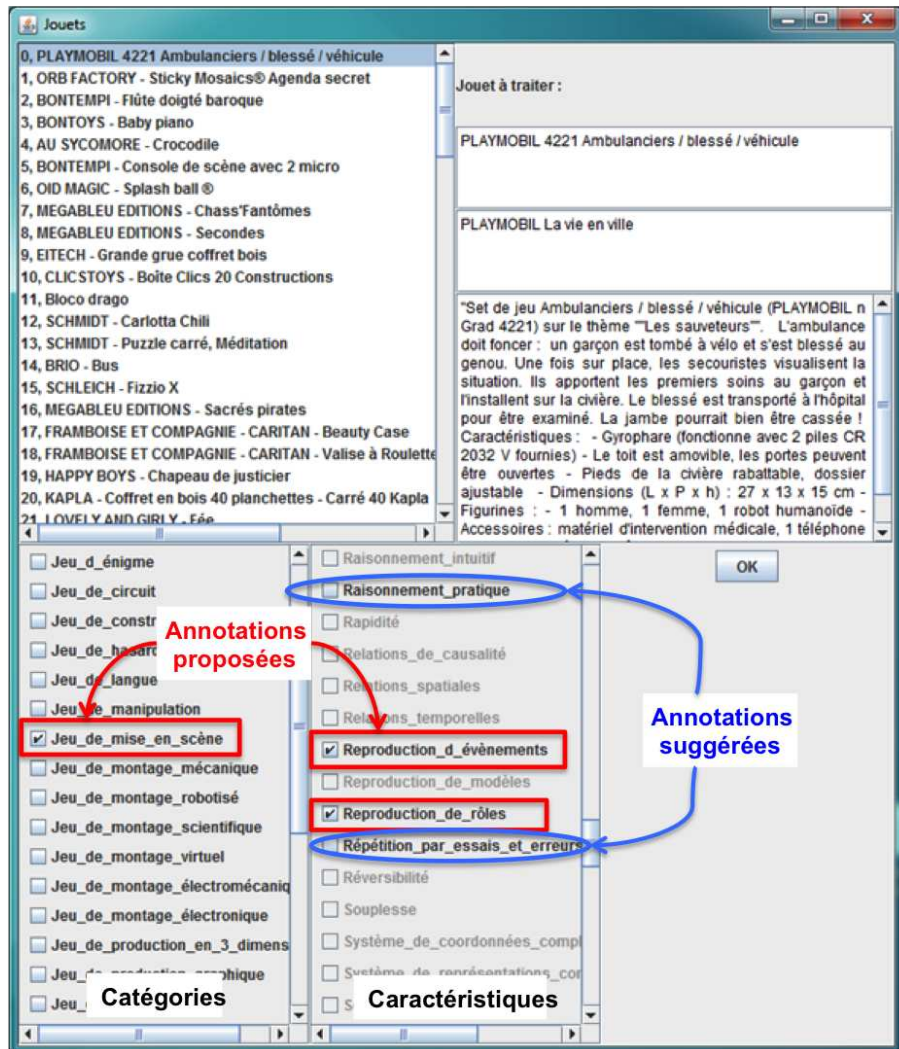 Jouets
0, PLAYMOBIL 4221 Ambulanciers / blessé / véhicule
1, ORB FACTORY - Sticky Mosaics® Agenda secret
2, BONTEMPI - Flûte doigté baroque
3, BONTOYS - Baby piano
4, AU SYCOMORE - Crocodile
5, BONTEMPI - Console de scène avec 2 micro
6, OID MAGIC - Splash ball ®
7, MEGABLEU EDITIONS - Chass'Fantômes
8, MEGABLEU EDITIONS - Secondes
9, EITECH - Grande grue coffret bois
10, CLICSTOYS - Boîte Clics 20 Constructions
11, Bloco drago
12, SCHMIDT - Carlotta Chili
13, SCHMIDT - Puzzle carré, Méditation
14, BRIO - Bus
15, SCHLEICH - Fizzio X
16, MEGABLEU EDITIONS - Sacrés pirates
17, FRAMBOISE ET COMPAGNIE - CARITAN - Beauty Case
18, FRAMBOISE ET COMPAGNIE - CARITAN - Valise à Roulette
19, HAPPY BOYS - Chapeau de justicier
20, KAPLA - Coffret en bois 40 planchettes - Carré 40 Kapla
21, LOVELY AND GIRLY - Fée
Jouet à traiter :
PLAYMOBIL 4221 Ambulanciers / blessé / véhicule
PLAYMOBIL La vie en ville
"Set de jeu Ambulanciers / blessé / véhicule (PLAYMOBIL n
Grad 4221) sur le thème ""Les sauveteurs"". L'ambulance
doit foncer : un garçon est tombé à vélo et s'est blessé au
genou. Une fois sur place, les secouristes visualisent la
situation. Ils apportent les premiers soins au garçon et
l'installent sur la civière. Le blessé est transporté à l'hôpital
pour être examiné. La jambe pourrait bien être cassée !
Caractéristiques : - Gyrophare (fonctionne avec 2 piles CR
2032 V fournies) - Le toit est amovible, les portes peuvent
être ouvertes - Pieds de la civière rabattable, dossier
ajustable - Dimensions (L x P x h) : 27 x 13 x 15 cm -
Figurines : - 1 homme, 1 femme, 1 robot humanoïde -
Accessoires : matériel d'intervention médicale, 1 téléphone
Jeu_d_énigme
Jeu_de_circuit
Jeu_de_constr
Jeu_de_hasard
Jeu_de_langue
Jeu_de_manipulation
Jeu_de_mise_en_scène
Jeu_de_montage_mécanique
Jeu_de_montage_robotisé
Jeu_de_montage_scientifique
Jeu_de_montage_virtuel
Jeu_de_montage_électromécaniq
Jeu_de_montage_électronique
Jeu_de_production_en_3_dimens
Jeu_de_production_graphique
Jeu_
Catégories
Raisonnement_intuitif
Raisonnement_pratique
Rapidité
Relations_de_causalité
Relations_spatiales
Relations_temporelles
Reproduction_d_évènements
Reproduction_de_modèles
Reproduction_de_rôles
Répétition_par_essais_et_erreurs
Réversibilité
Souplesse
Système_de_coordonnées_compl
Système_de_représentations_cor
Caractéristiques
Annotations
proposées
OK
Annotations
suggérées